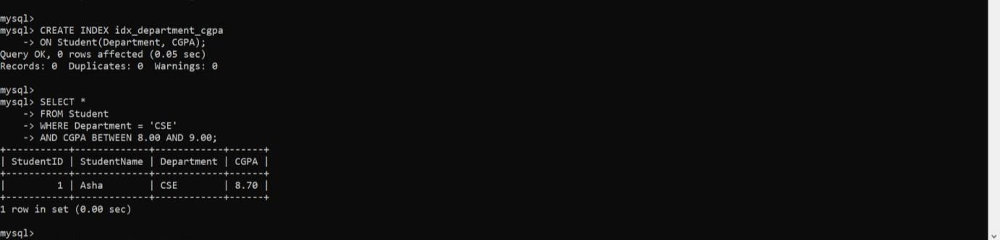 mysql>
mysql> CREATE INDEX idx_department_cgpa
    -> ON Student(Department, CGPA);
Query OK, 0 rows affected (0.05 sec)
Records: 0  Duplicates: 0  Warnings: 0

mysql>
mysql> SELECT *
    -> FROM Student
    -> WHERE Department = 'CSE'
    -> AND CGPA BETWEEN 8.00 AND 9.00;
+-----------+-------------+------------+------+
| StudentID | StudentName | Department | CGPA |
+-----------+-------------+------------+------+
|         1 | Asha        | CSE        | 8.70 |
+-----------+-------------+------------+------+
1 row in set (0.00 sec)

mysql>